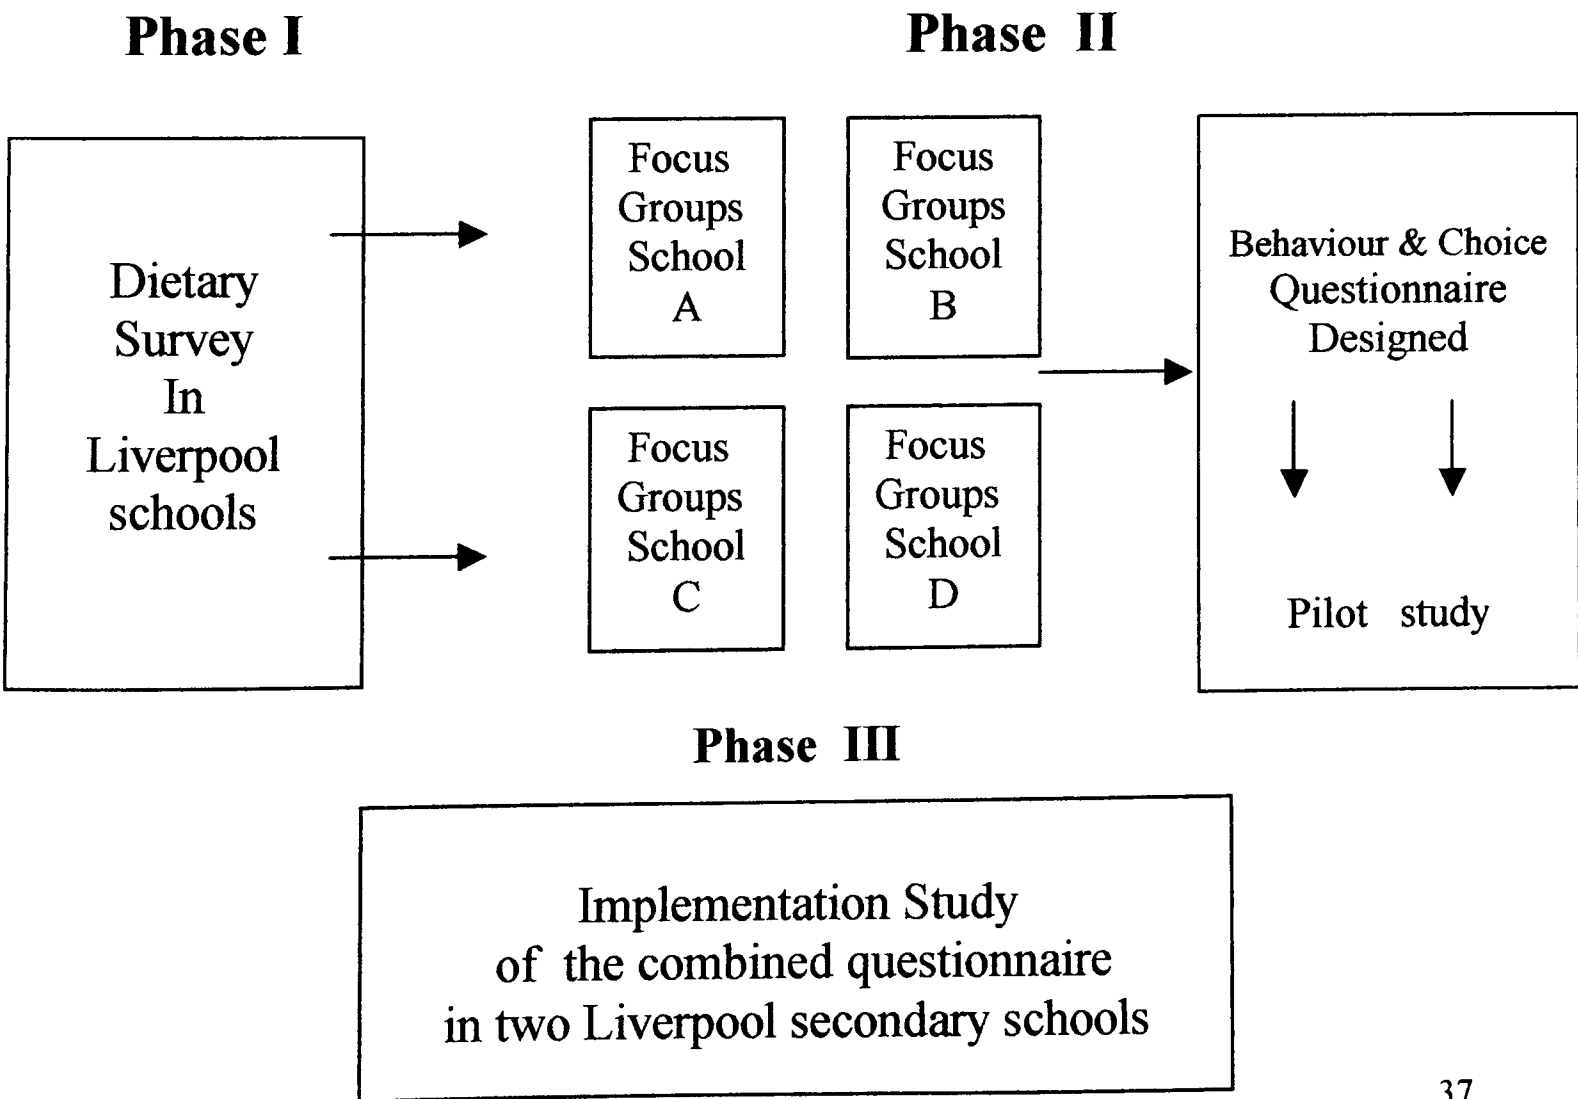 Phase I
Phase II
Dietary
Survey
In
Liverpool
schools
Focus
Groups
School
A
Focus
Groups
School
B
Focus
Groups
School
C
Focus
Groups
School
D
Behaviour & Choice
Questionnaire
Designed
Pilot study
Phase III
Implementation Study
of the combined questionnaire
in two Liverpool secondary schools
37